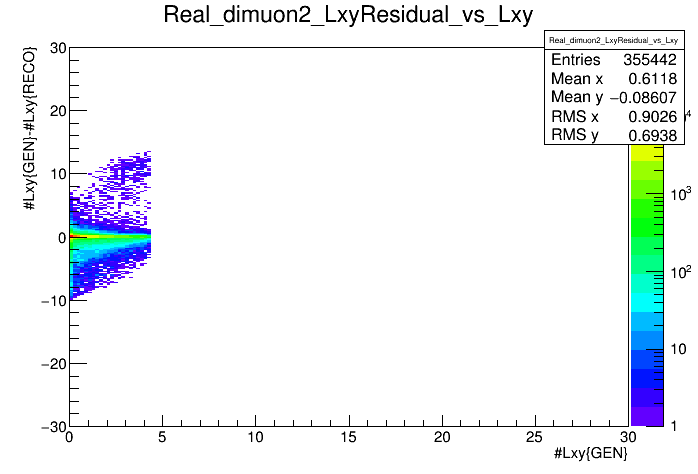 Real_dimuon2_LxyResidual_vs_Lxy
Real_dimuon2_LxyResidual_vs_Lxy
Entries 355442
Mean x 0.6118
Mean y −0.08607
RMS x 0.9026
RMS y 0.6938
#Lxy{GEN}-#Lxy{RECO}
30
20
10
0
−10
−20
−30
0 5 10 15 20 25 30
#Lxy{GEN}
4
10³
10²
10
1